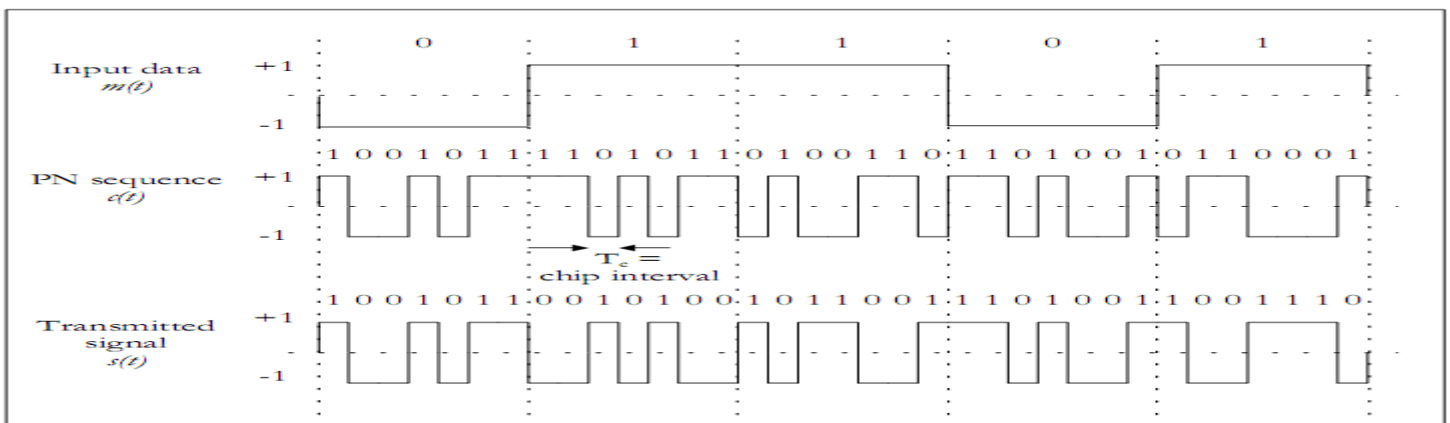 0 1 1 0 1
Input data +1
m(t)
-1
1 0 0 1 0 1 1 1 1 0 1 0 1 1 0 1 0 0 1 1 0 1 1 0 1 0 0 1 0 1 1 0 0 0 1
PN sequence +1
c(t)
-1
Tc =
chip interval
1 0 0 1 0 1 1 0 0 1 0 1 0 0 1 0 1 1 0 0 1 1 1 0 1 0 0 1 1 0 0 1 1 1 0
Transmitted +1
signal
s(t)
-1